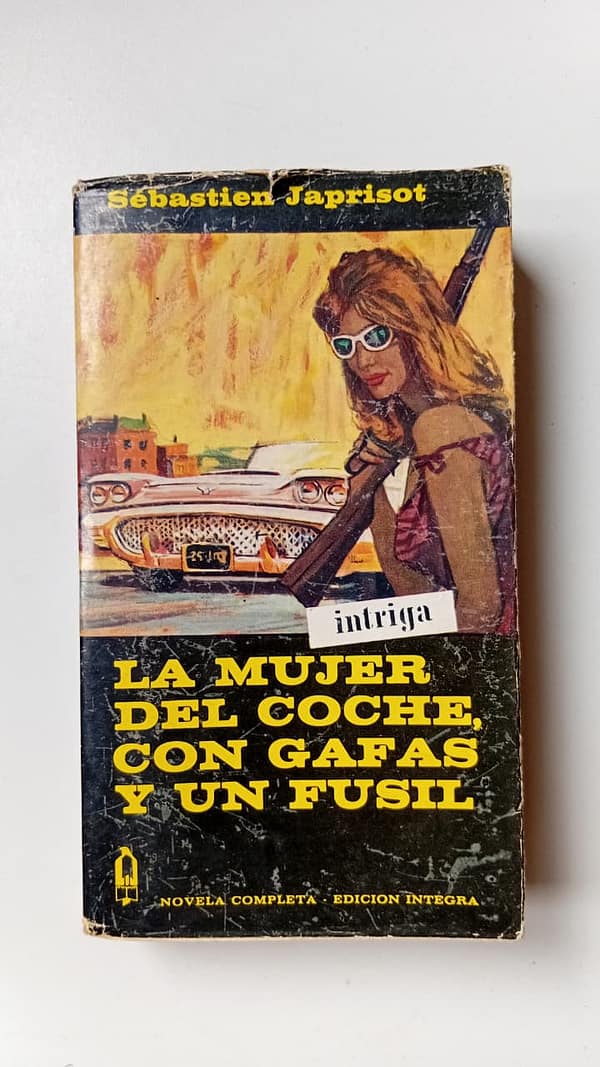 Sébastien Japrisot
intriga
LA MUJER
DEL COCHE,
CON GAFAS
Y UN FUSIL
NOVELA COMPLETA - EDICION INTEGRA